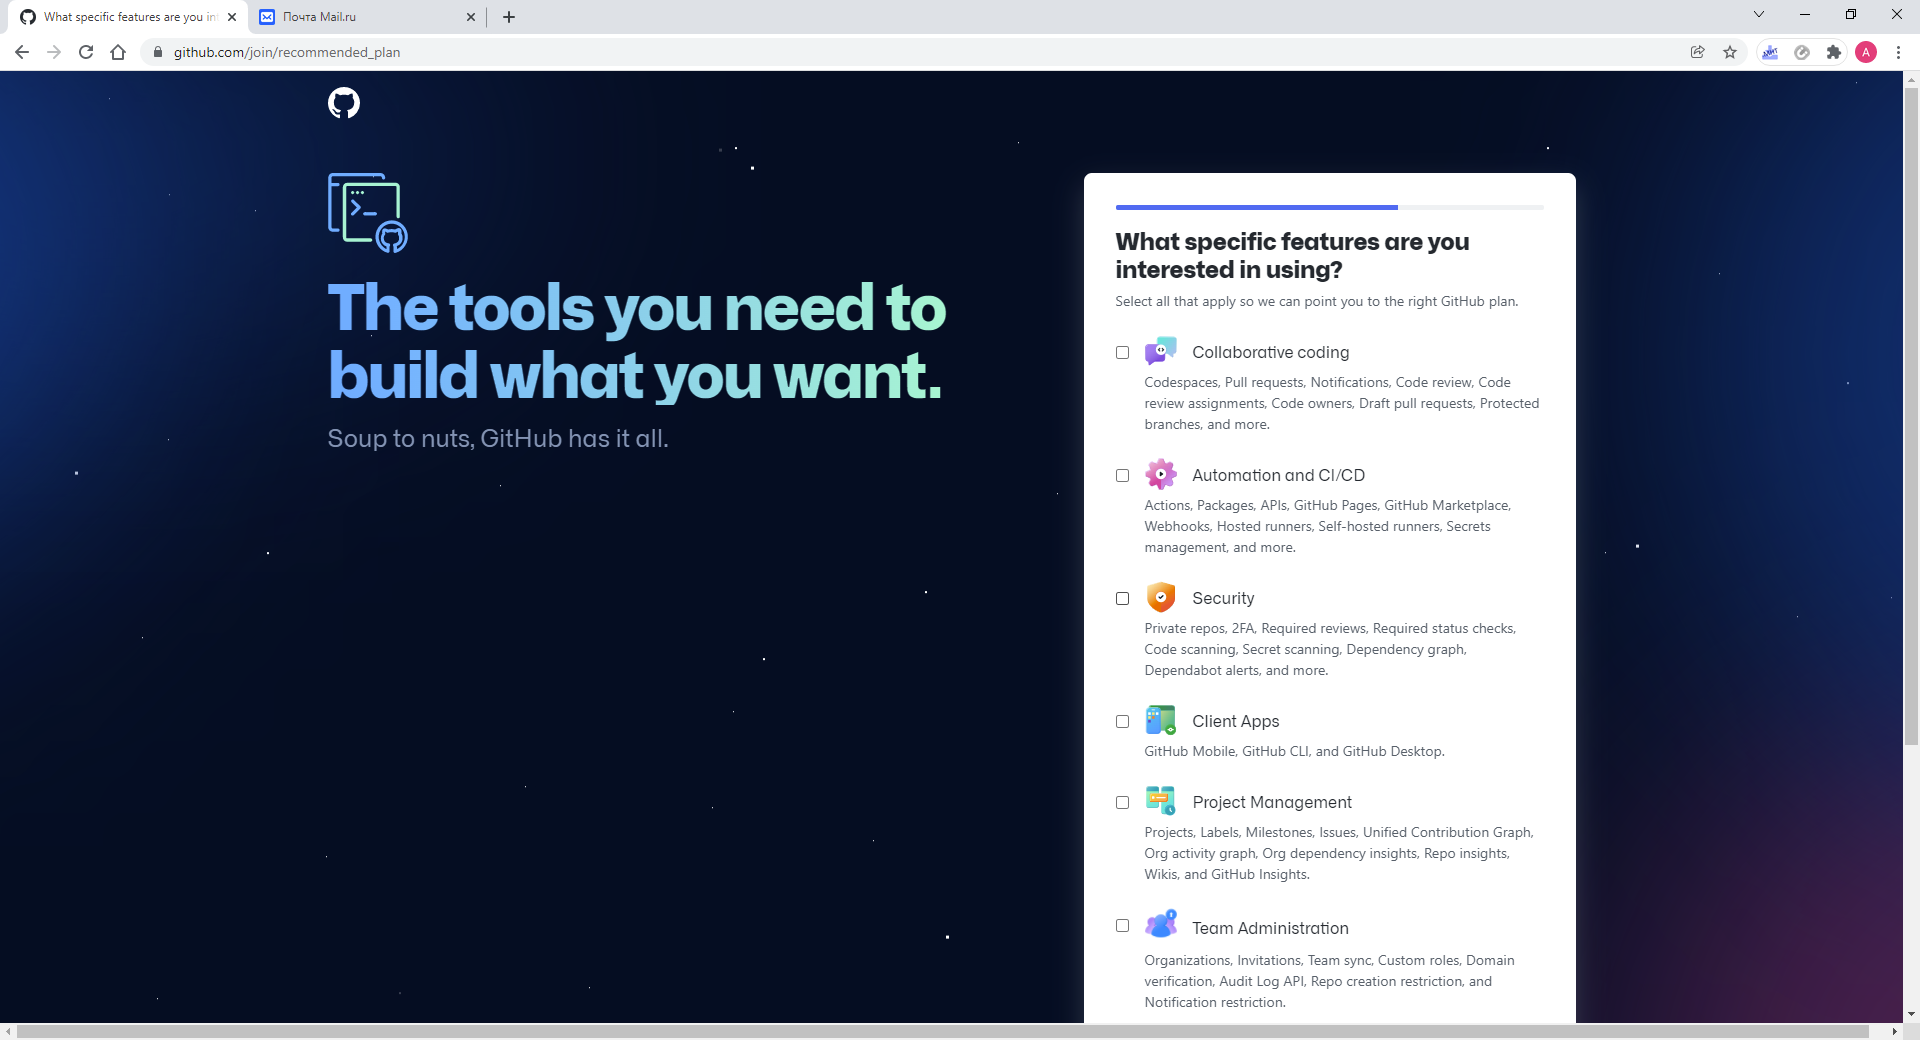 What specific features are you in
Почта Mail.ru
github.com/join/recommended_plan
A
The tools you need to
build what you want.
Soup to nuts, GitHub has it all.
What specific features are you
interested in using?
Select all that apply so we can point you to the right GitHub plan.
Collaborative coding
Codespaces, Pull requests, Notifications, Code review, Code
review assignments, Code owners, Draft pull requests, Protected
branches, and more.
Automation and CI/CD
Actions, Packages, APIs, GitHub Pages, GitHub Marketplace,
Webhooks, Hosted runners, Self-hosted runners, Secrets
management, and more.
Security
Private repos, 2FA, Required reviews, Required status checks,
Code scanning, Secret scanning, Dependency graph,
Dependabot alerts, and more.
Client Apps
GitHub Mobile, GitHub CLI, and GitHub Desktop.
Project Management
Projects, Labels, Milestones, Issues, Unified Contribution Graph,
Org activity graph, Org dependency insights, Repo insights,
Wikis, and GitHub Insights.
Team Administration
Organizations, Invitations, Team sync, Custom roles, Domain
verification, Audit Log API, Repo creation restriction, and
Notification restriction.